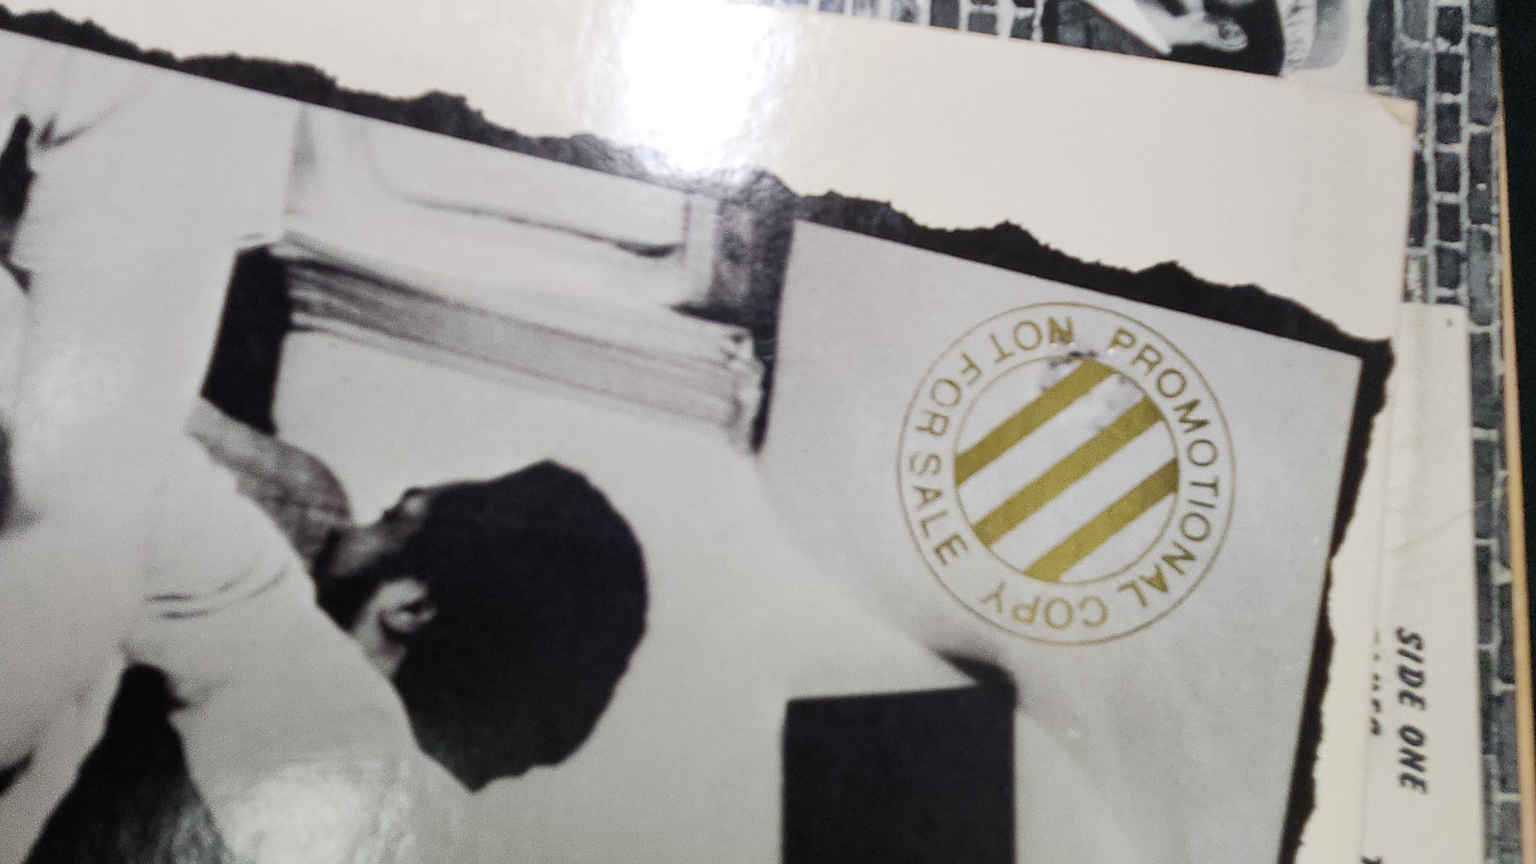 PROMOTIONAL COPY
NOT FOR SALE
SIDE ONE